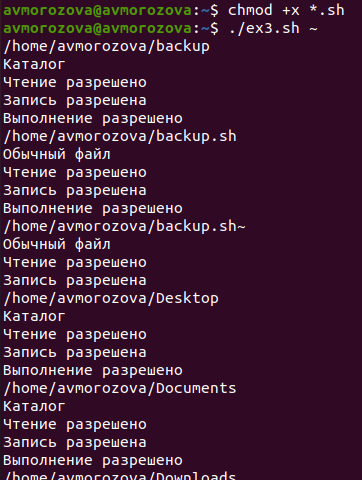 avmorozova@avmorozova:~$ chmod +x *.sh
avmorozova@avmorozova:~$ ./ex3.sh ~
/home/avmorozova/backup
Каталог
Чтение разрешено
Запись разрешена
Выполнение разрешено
/home/avmorozova/backup.sh
Обычный файл
Чтение разрешено
Запись разрешена
Выполнение разрешено
/home/avmorozova/backup.sh~
Обычный файл
Чтение разрешено
Запись разрешена
/home/avmorozova/Desktop
Каталог
Чтение разрешено
Запись разрешена
Выполнение разрешено
/home/avmorozova/Documents
Каталог
Чтение разрешено
Запись разрешена
Выполнение разрешено
/home/avmorozova/Downloads